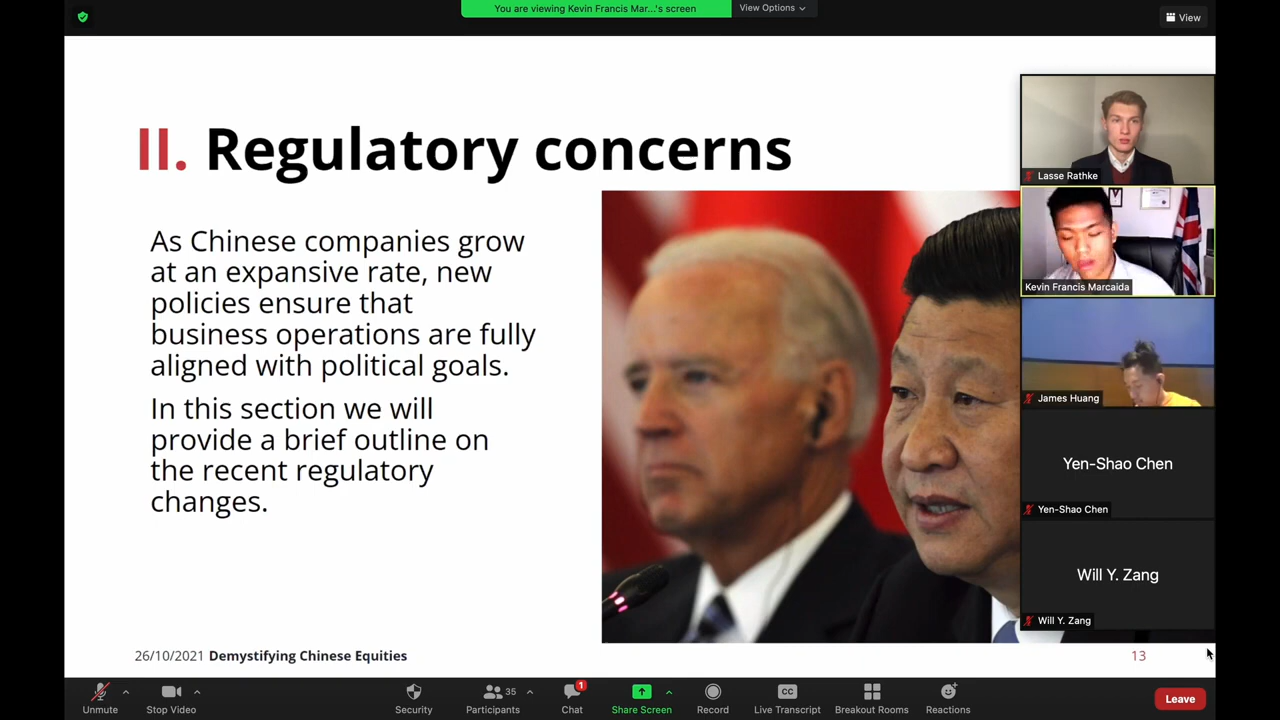 You are viewing Kevin Francis Mar...'s screen
View Options
View
II. Regulatory concerns
As Chinese companies grow
at an expansive rate, new
policies ensure that
business operations are fully
aligned with political goals.
In this section we will
provide a brief outline on
the recent regulatory
changes.
26/10/2021 Demystifying Chinese Equities
13
Lasse Rathke
Kevin Francis Marcaida
James Huang
Yen-Shao Chen
Yen-Shao Chen
Will Y. Zang
Will Y. Zang
Unmute
Stop Video
Security
35
Participants
1
Chat
Share Screen
Record
CC
Live Transcript
Breakout Rooms
Reactions
Leave